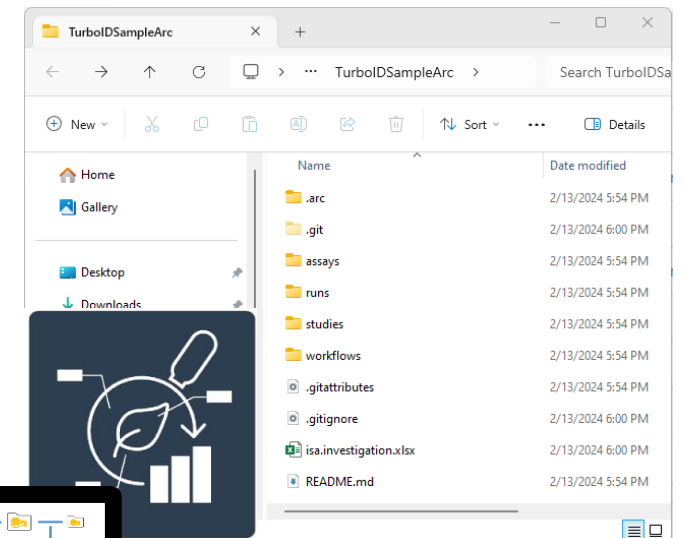 TurboIDSampleArc
TurboIDSampleArc
Search TurboIDSa
New
Sort
Details
Name
Date modified
Home
Gallery
Desktop
Downloads
.arc 2/13/2024 5:54 PM
.git 2/13/2024 6:00 PM
assays 2/13/2024 5:54 PM
runs 2/13/2024 5:54 PM
studies 2/13/2024 5:54 PM
workflows 2/13/2024 5:54 PM
.gitattributes 2/13/2024 5:54 PM
.gitignore 2/13/2024 6:00 PM
isa.investigation.xlsx 2/13/2024 6:00 PM
README.md 2/13/2024 5:54 PM